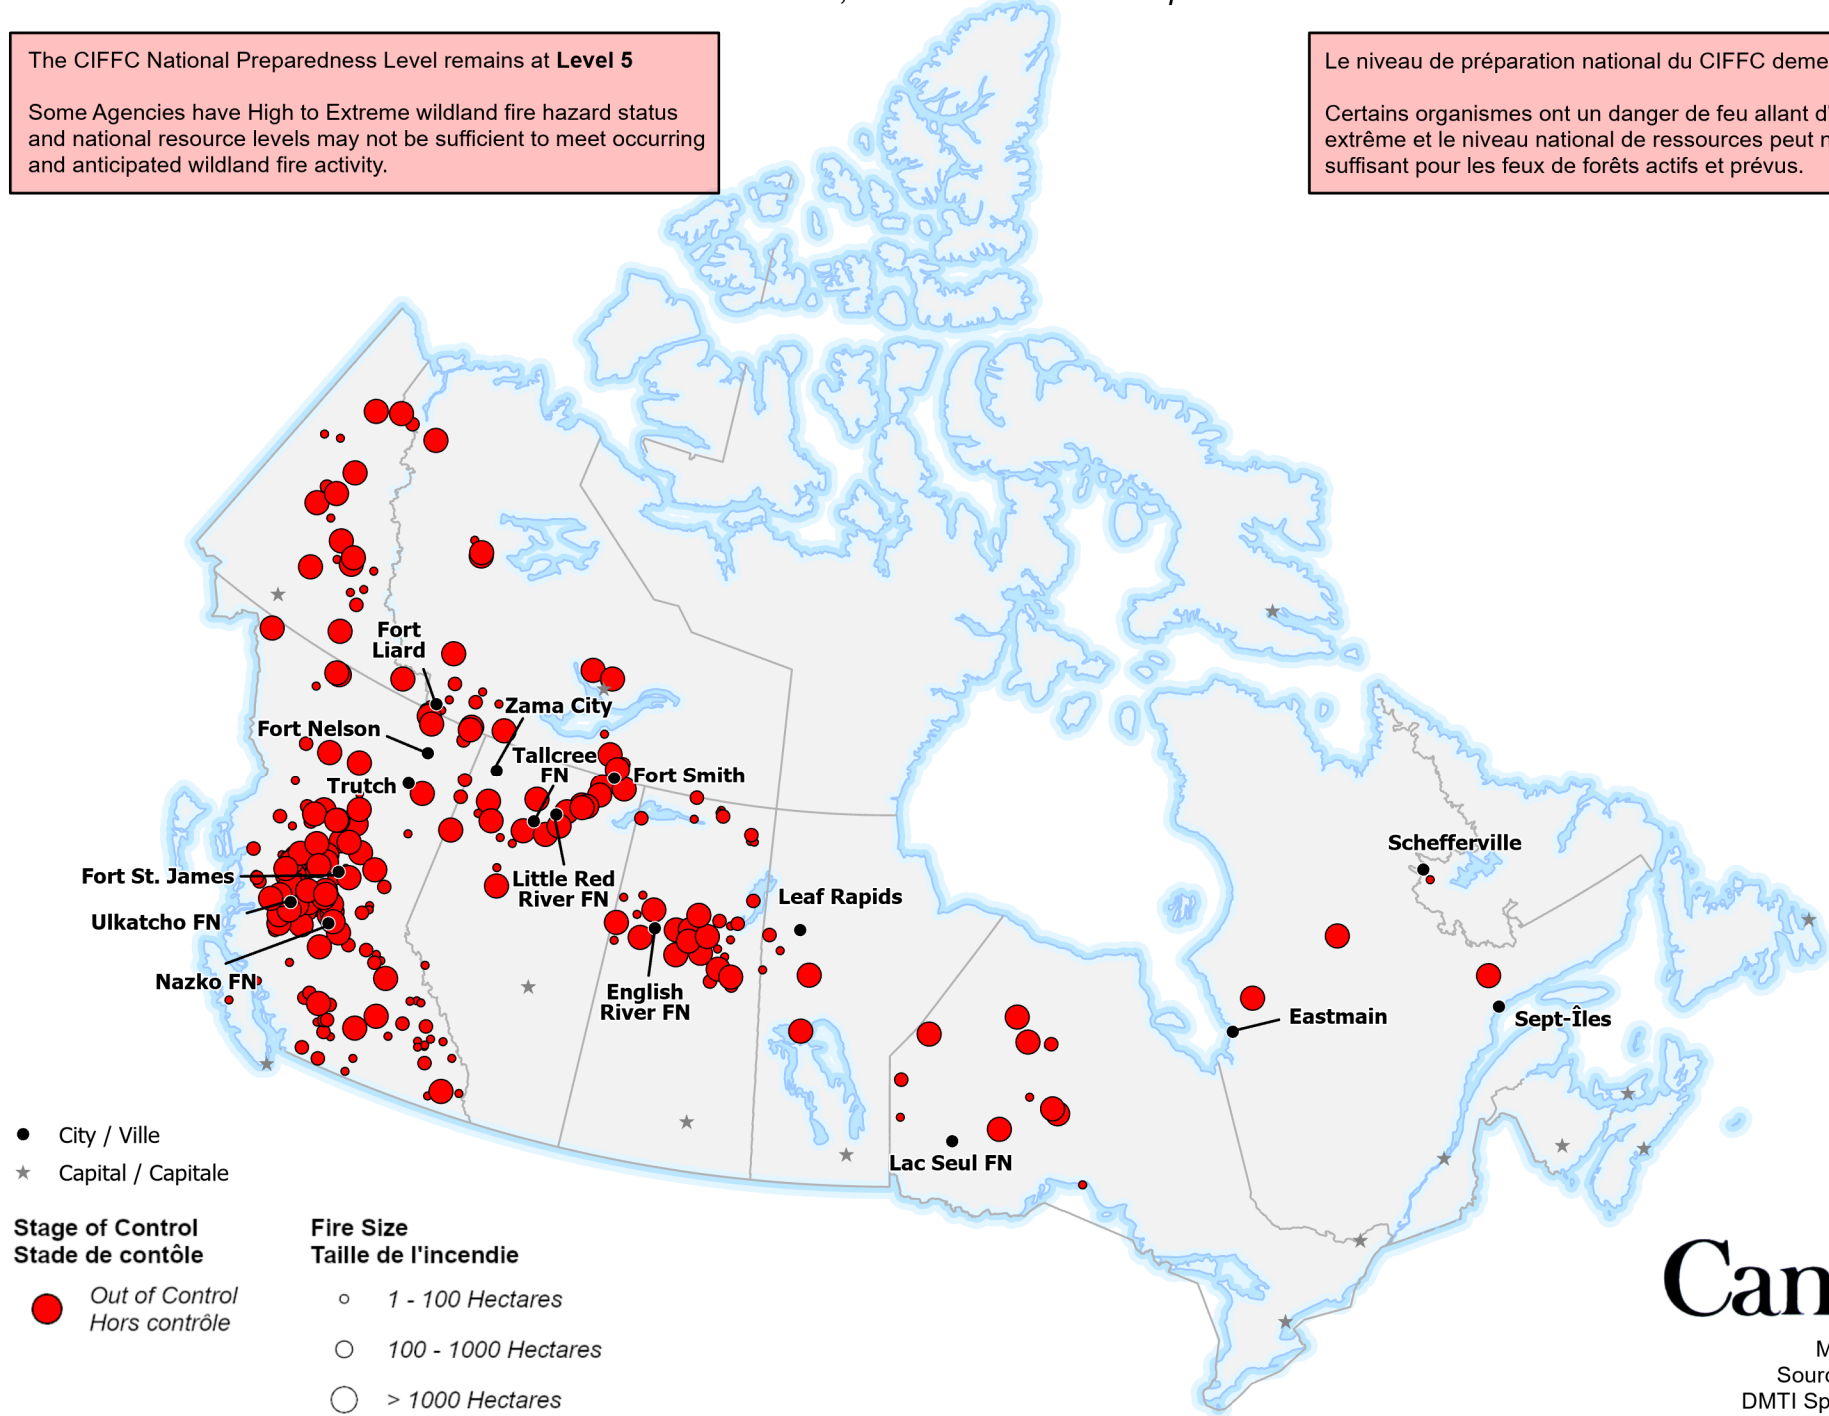 The CIFFC National Preparedness Level remains at Level 5
Some Agencies have High to Extreme wildland fire hazard status
and national resource levels may not be sufficient to meet occurring
and anticipated wildland fire activity.
Le niveau de préparation national du CIFFC
Certains organismes ont un danger de feu allant
extrême et le niveau national de ressources peut
suffisant pour les feux de forêts actifs et prévus.
Fort
Liard
Zama City
Fort Nelson
Tallcree
FN
Fort Smith
Trutch
Schefferville
Fort St. James
Little Red
River FN
Leaf Rapids
Ulkatcho FN
Nazko FN
English
River FN
Eastmain
Sept-Îles
Lac Seul FN
City / Ville
Capital / Capitale
Stage of Control
Stade de contôle
Out of Control
Hors contrôle
Fire Size
Taille de l'incendie
1 - 100 Hectares
100 - 1000 Hectares
> 1000 Hectares
Can
DMTI